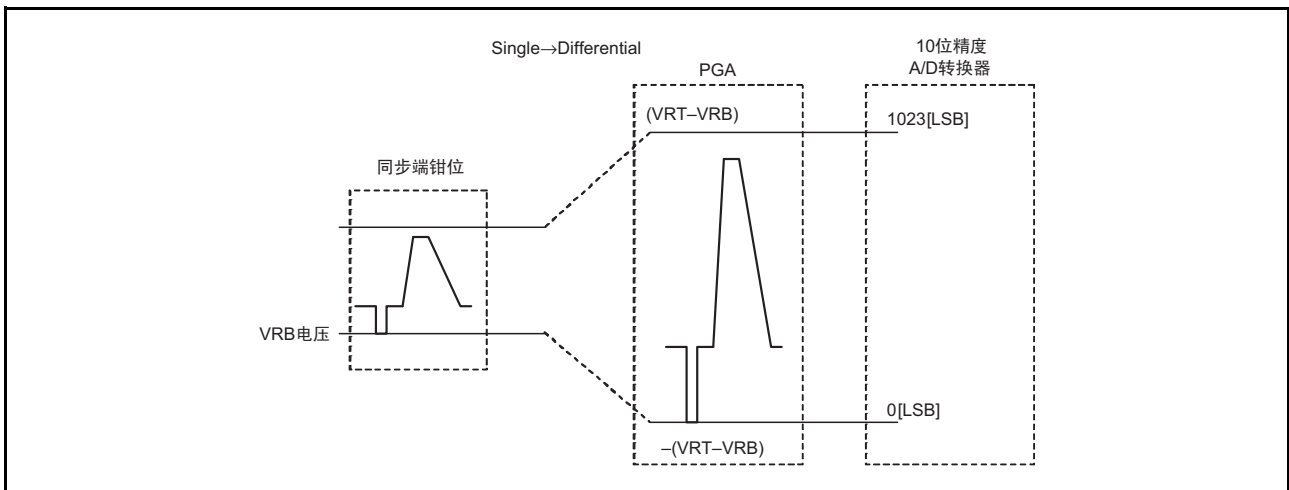 Single→Differential
PGA
10位精度
A/D转换器
(VRT–VRB)
1023[LSB]
同步端钳位
VRB电压
0[LSB]
–(VRT–VRB)